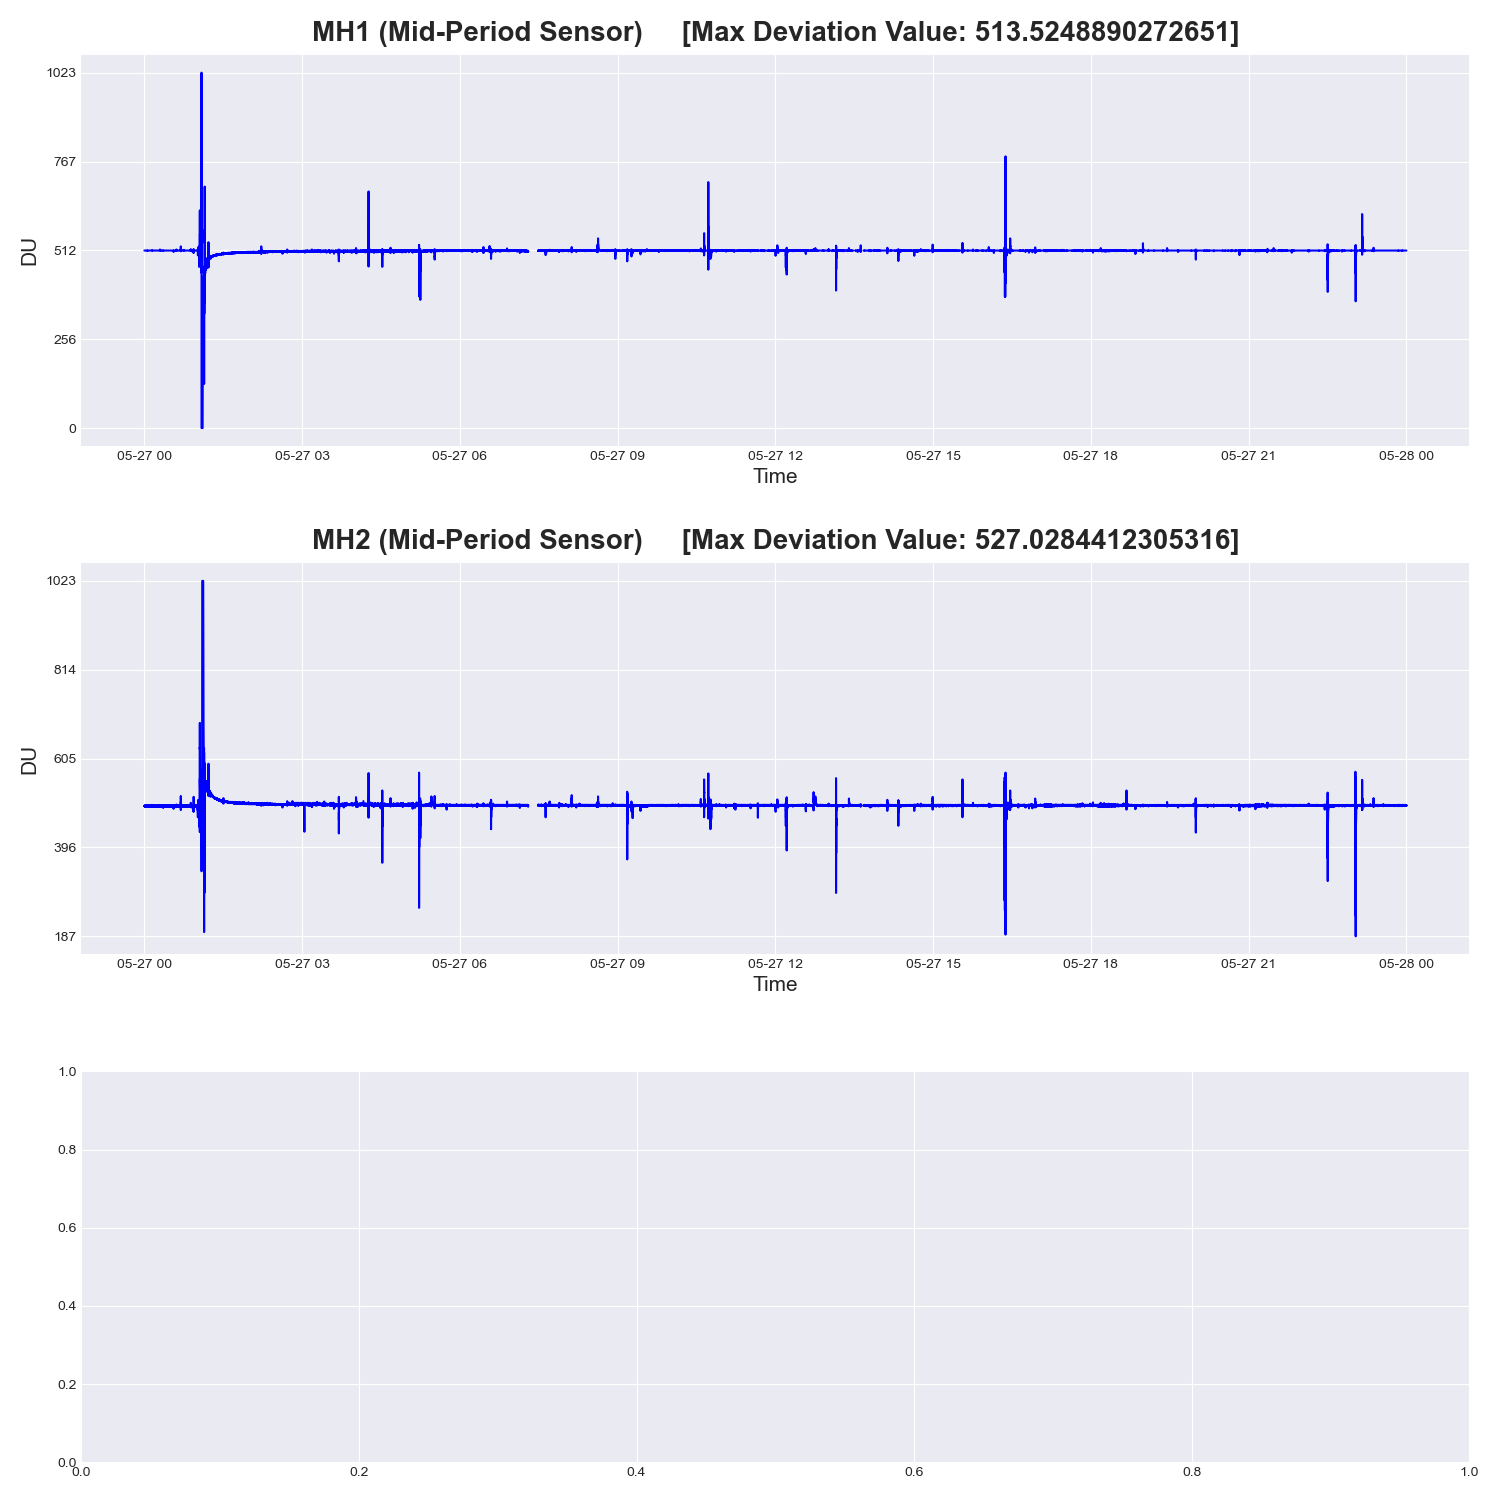 MH1 (Mid-Period Sensor) [Max Deviation Value: 513.5248890272651]
1023
767
512
256
0
DU
05-27 00 05-27 03 05-27 06 05-27 09 05-27 12 05-27 15 05-27 18 05-27 21 05-28 00
Time
MH2 (Mid-Period Sensor) [Max Deviation Value: 527.0284412305316]
1023
814
605
396
187
DU
05-27 00 05-27 03 05-27 06 05-27 09 05-27 12 05-27 15 05-27 18 05-27 21 05-28 00
Time
1.0
0.8
0.6
0.4
0.2
0.0
0.0 0.2 0.4 0.6 0.8 1.0